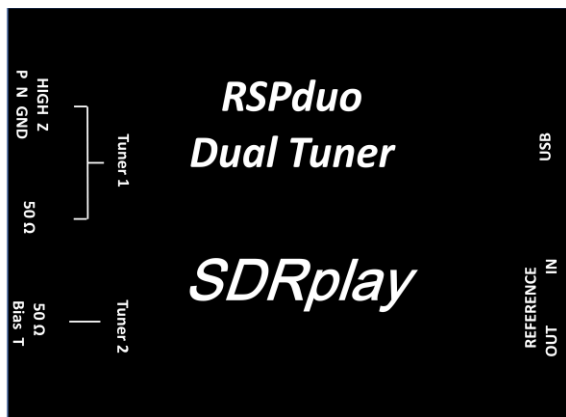 RSPduo
Dual Tuner
SDRplay
HIGH Z
P N GND
Tuner 1
50 Ω
Tuner 2
50 Ω
Bias T
USB
IN
REFERENCE
OUT